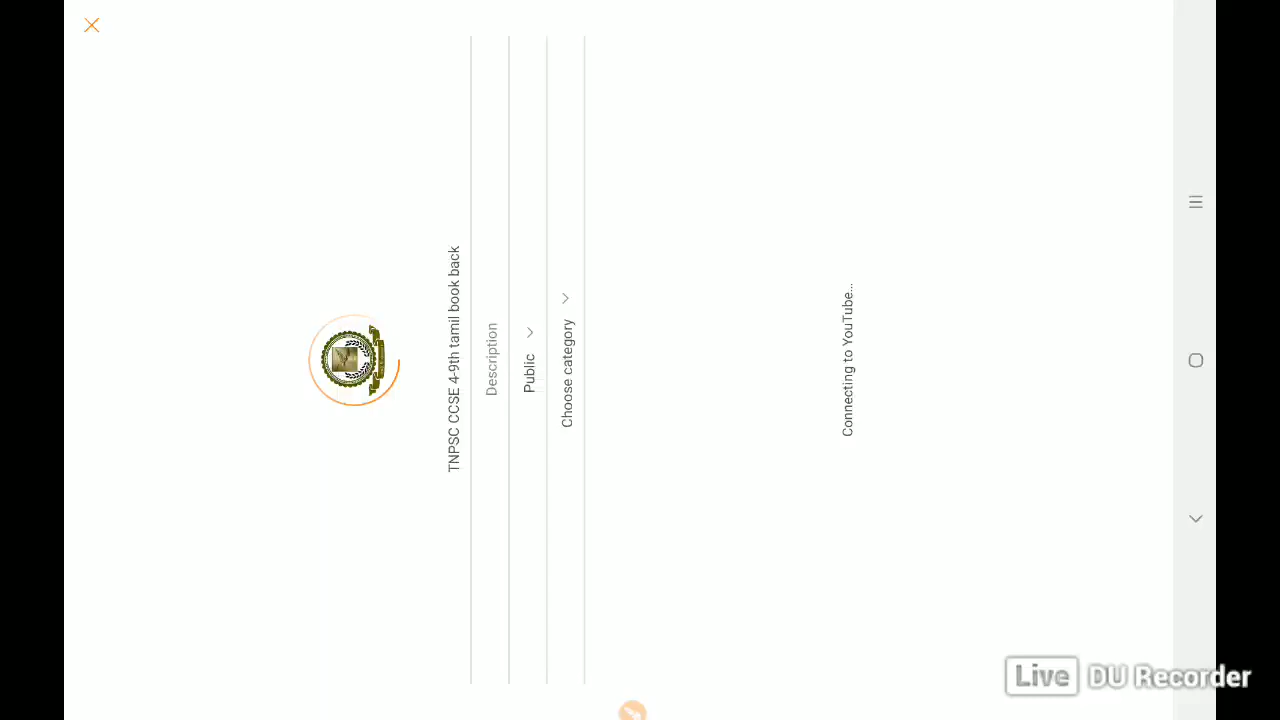 TNPSC CCSE 4-9th tamil book back
Description
Public
Choose category
Connecting to YouTube...
Live DU Recorder